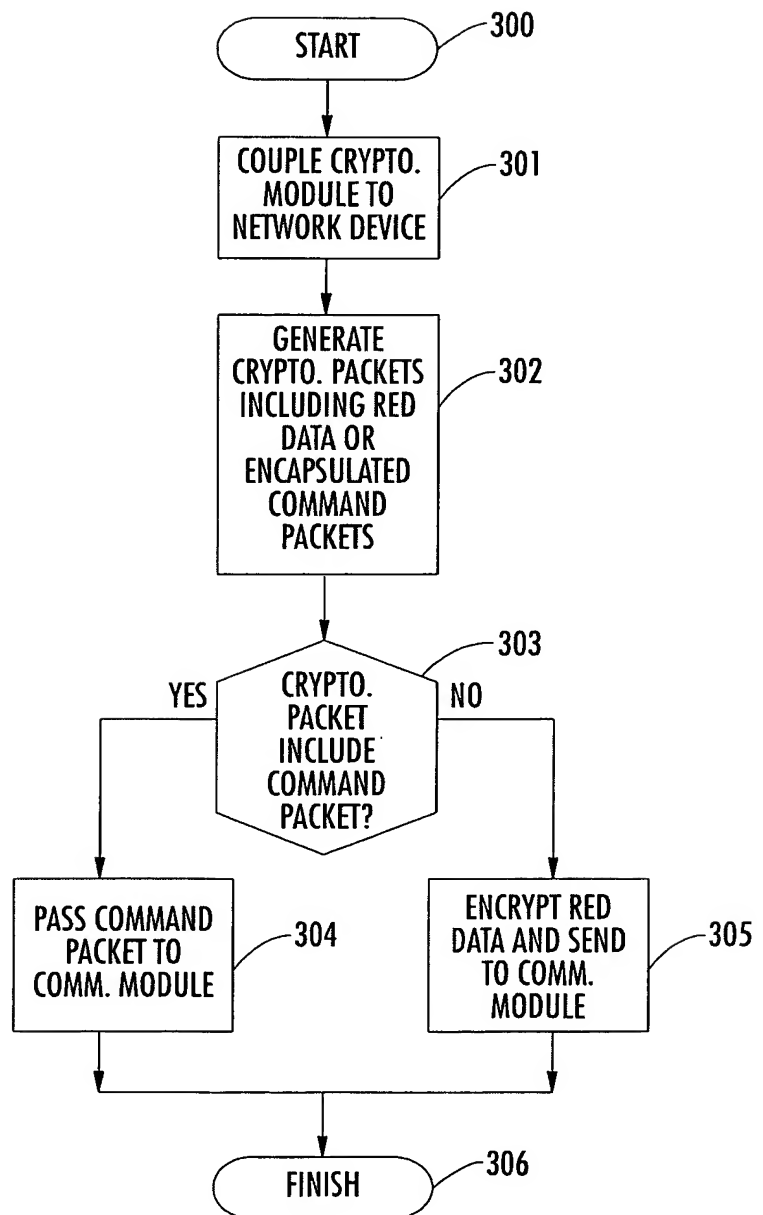 START
300
COUPLE CRYPTO.
MODULE TO
NETWORK DEVICE
301
GENERATE
CRYPTO. PACKETS
INCLUDING RED
DATA OR
ENCAPSULATED
COMMAND
PACKETS
302
303
YES
CRYPTO.
PACKET
INCLUDE
COMMAND
PACKET?
NO
PASS COMMAND
PACKET TO
COMM. MODULE
304
ENCRYPT RED
DATA AND SEND
TO COMM.
MODULE
305
FINISH
306